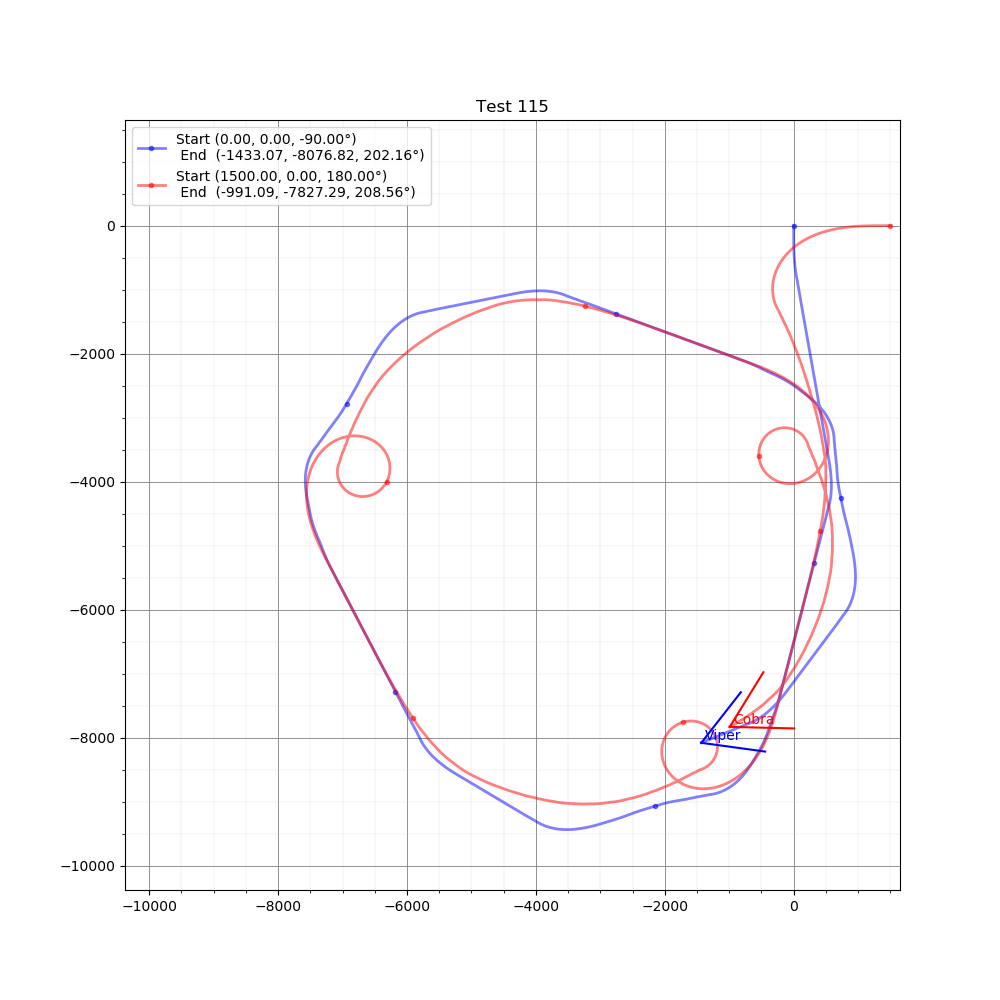 Test 115
Start (0.00, 0.00, -90.00°)
End (-1433.07, -8076.82, 202.16°)
Start (1500.00, 0.00, 180.00°)
End (-991.09, -7827.29, 208.56°)
0
−2000
−4000
−6000
−8000
−10000
Cobra
Viper
−10000
−8000
−6000
−4000
−2000
0